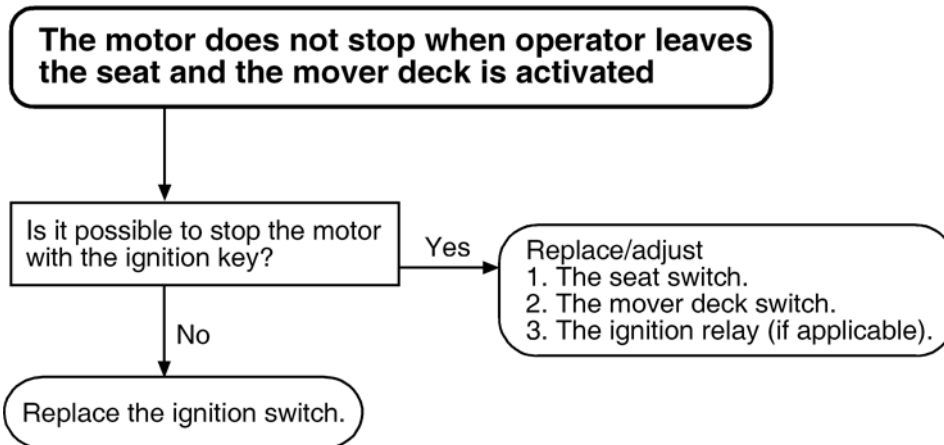 The motor does not stop when operator leaves
the seat and the mover deck is activated
Is it possible to stop the motor
with the ignition key?
Yes
Replace/adjust
1. The seat switch.
2. The mover deck switch.
3. The ignition relay (if applicable).
No
Replace the ignition switch.